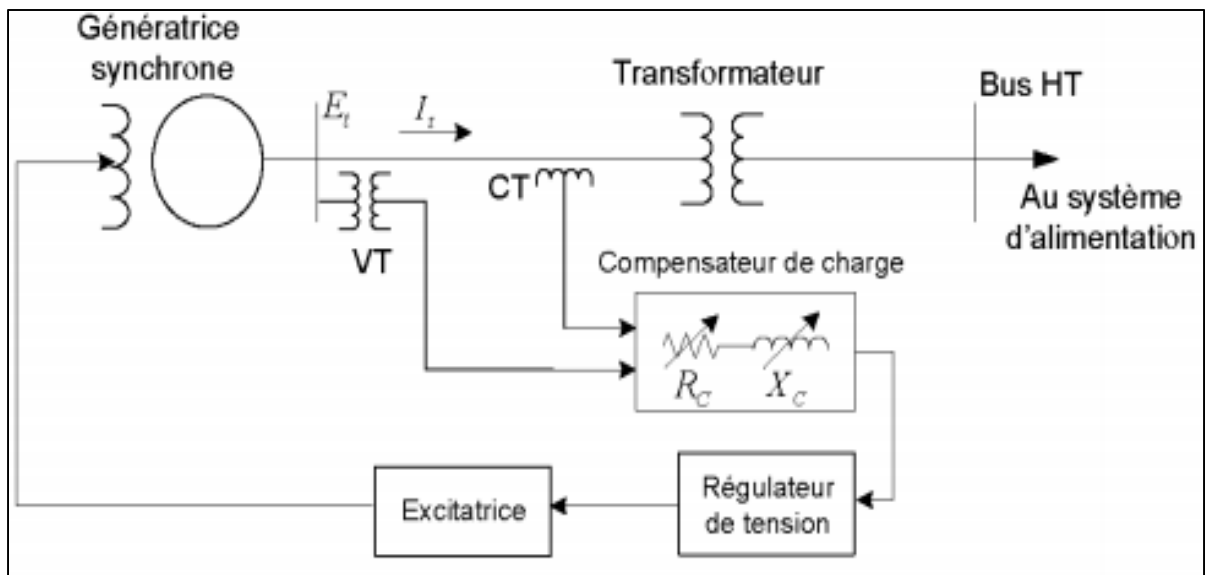 Génératrice
synchrone
Transformateur
Bus HT
E_t
I_t
CT
VT
Au système
d'alimentation
Compensateur de charge
R_C
X_C
Excitatrice
Régulateur
de tension